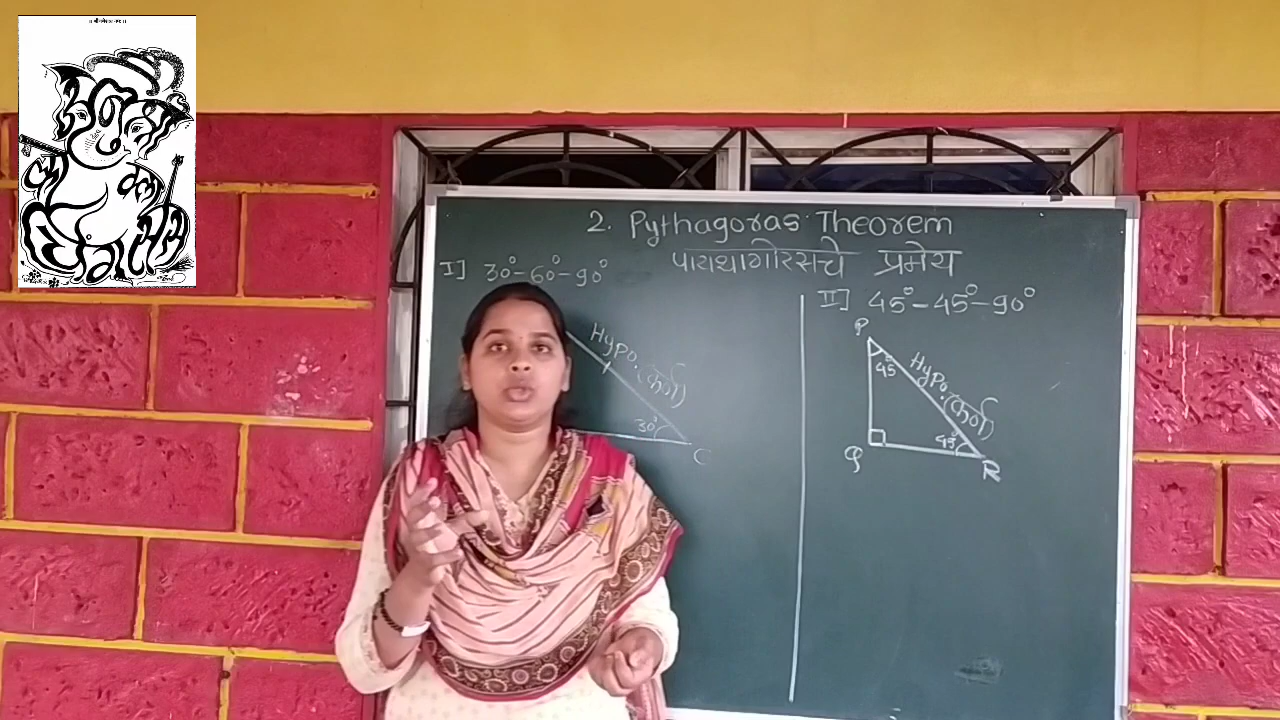 2. Pythagoras Theorem
पायथागोरसचे प्रमेय
I] 30°-60°-90°
Hypo. (कर्ण)
30°
C
II] 45°-45°-90°
P
45°
Hypo. (कर्ण)
45°
Q
R